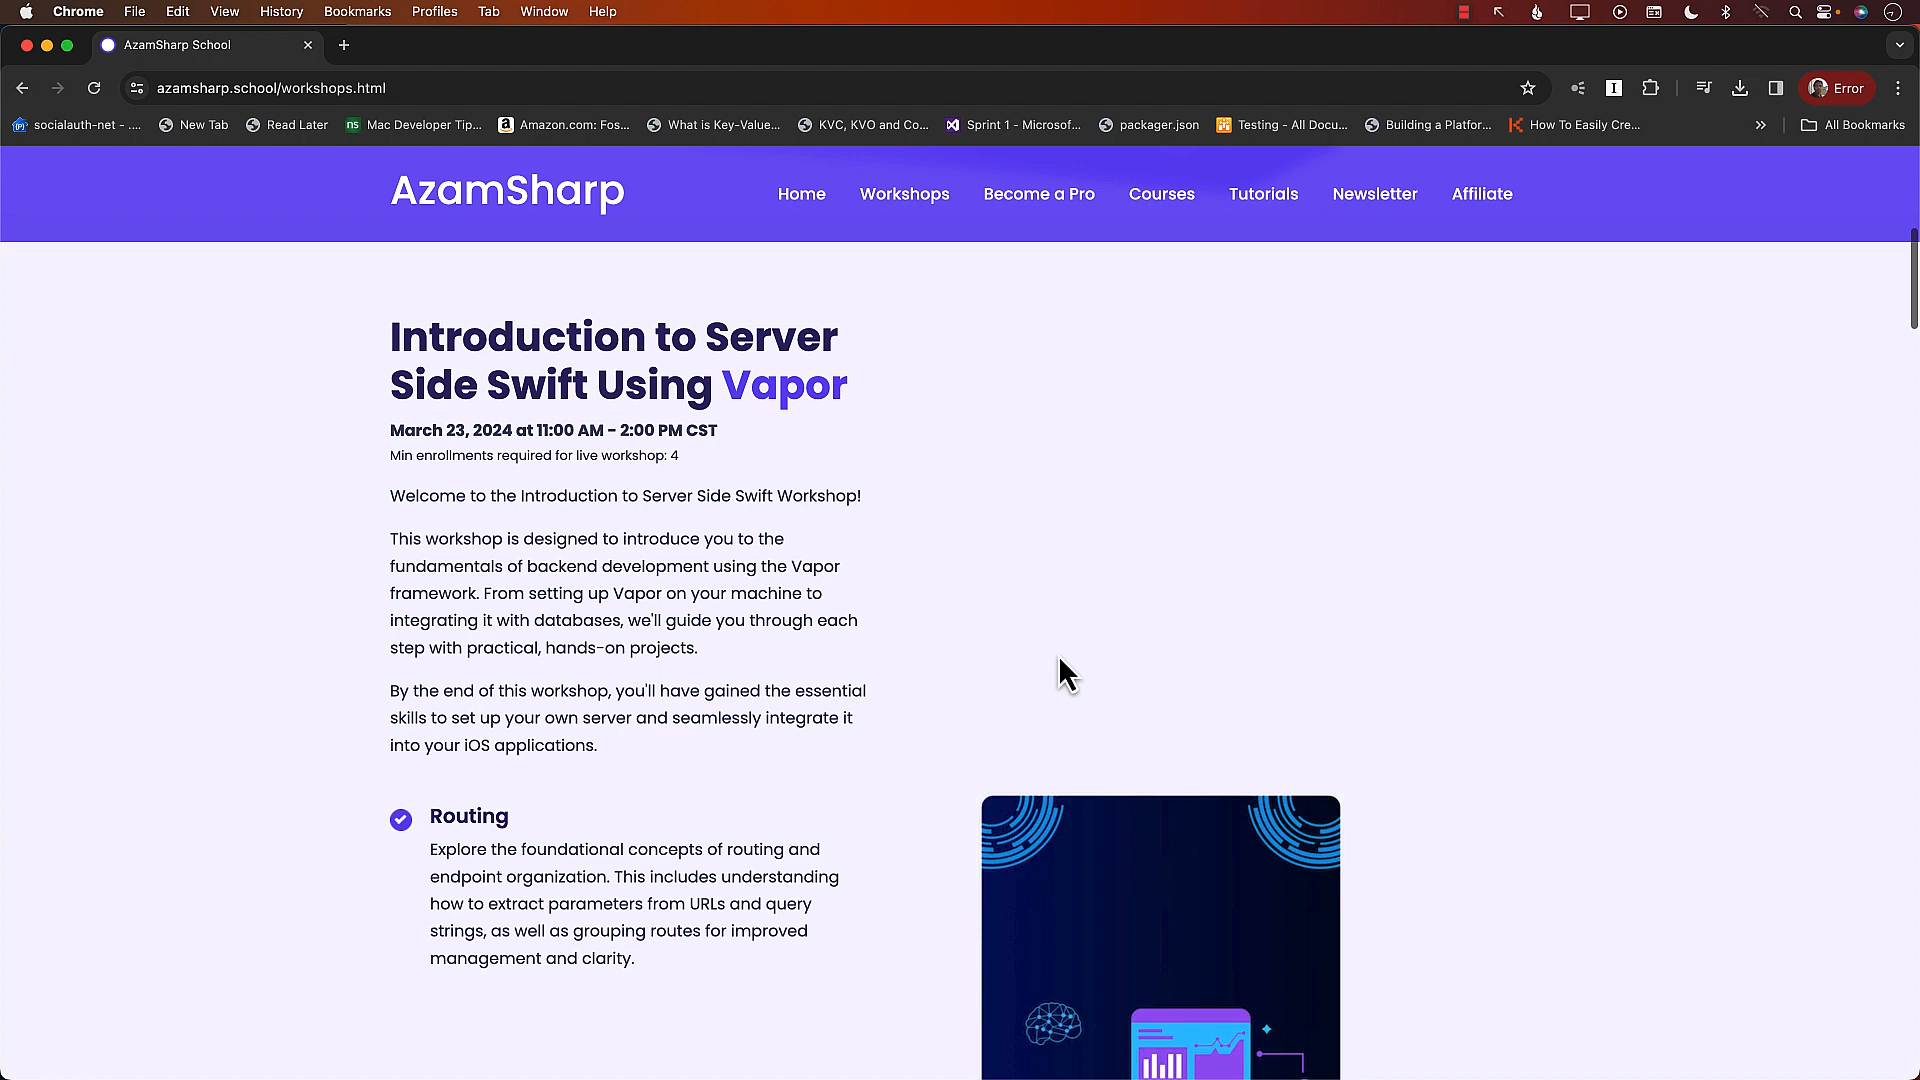 Chrome File Edit View History Bookmarks Profiles Tab Window Help
AzamSharp School
azamsharp.school/workshops.html
Error
socialauth-net - .... New Tab Read Later ns Mac Developer Tip... Amazon.com: Fos... What is Key-Value... KVC, KVO and Co... Sprint 1 - Microsof... packager.json Testing - All Docu... Building a Platfor... How To Easily Cre... All Bookmarks
AzamSharp
Home Workshops Become a Pro Courses Tutorials Newsletter Affiliate
Introduction to Server
Side Swift Using Vapor
March 23, 2024 at 11:00 AM - 2:00 PM CST
Min enrollments required for live workshop: 4
Welcome to the Introduction to Server Side Swift Workshop!
This workshop is designed to introduce you to the
fundamentals of backend development using the Vapor
framework. From setting up Vapor on your machine to
integrating it with databases, we'll guide you through each
step with practical, hands-on projects.
By the end of this workshop, you'll have gained the essential
skills to set up your own server and seamlessly integrate it
into your iOS applications.
Routing
Explore the foundational concepts of routing and
endpoint organization. This includes understanding
how to extract parameters from URLs and query
strings, as well as grouping routes for improved
management and clarity.